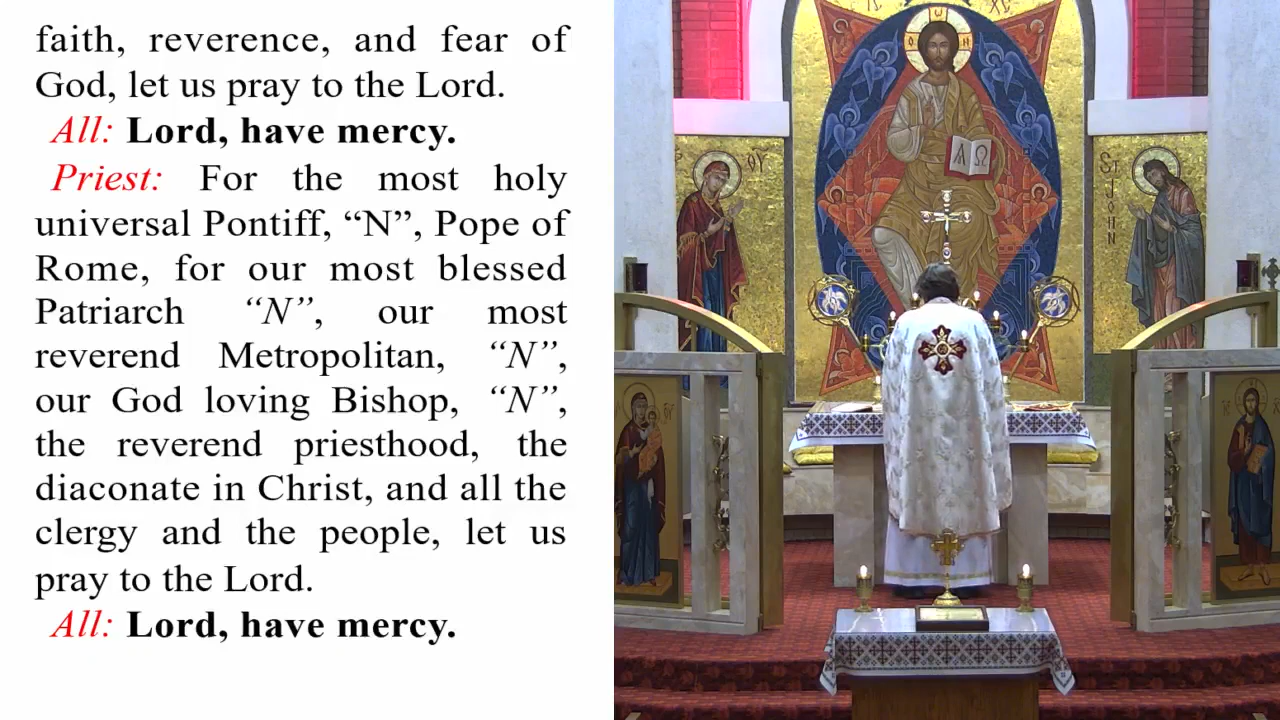 faith, reverence, and fear of
God, let us pray to the Lord.
All: Lord, have mercy.
Priest: For the most holy
universal Pontiff, “N”, Pope of
Rome, for our most blessed
Patriarch “N”, our most
reverend Metropolitan, “N”,
our God loving Bishop, “N”,
the reverend priesthood, the
diaconate in Christ, and all the
clergy and the people, let us
pray to the Lord.
All: Lord, have mercy.
Α Ω
ΟΥ
ST
JOHN